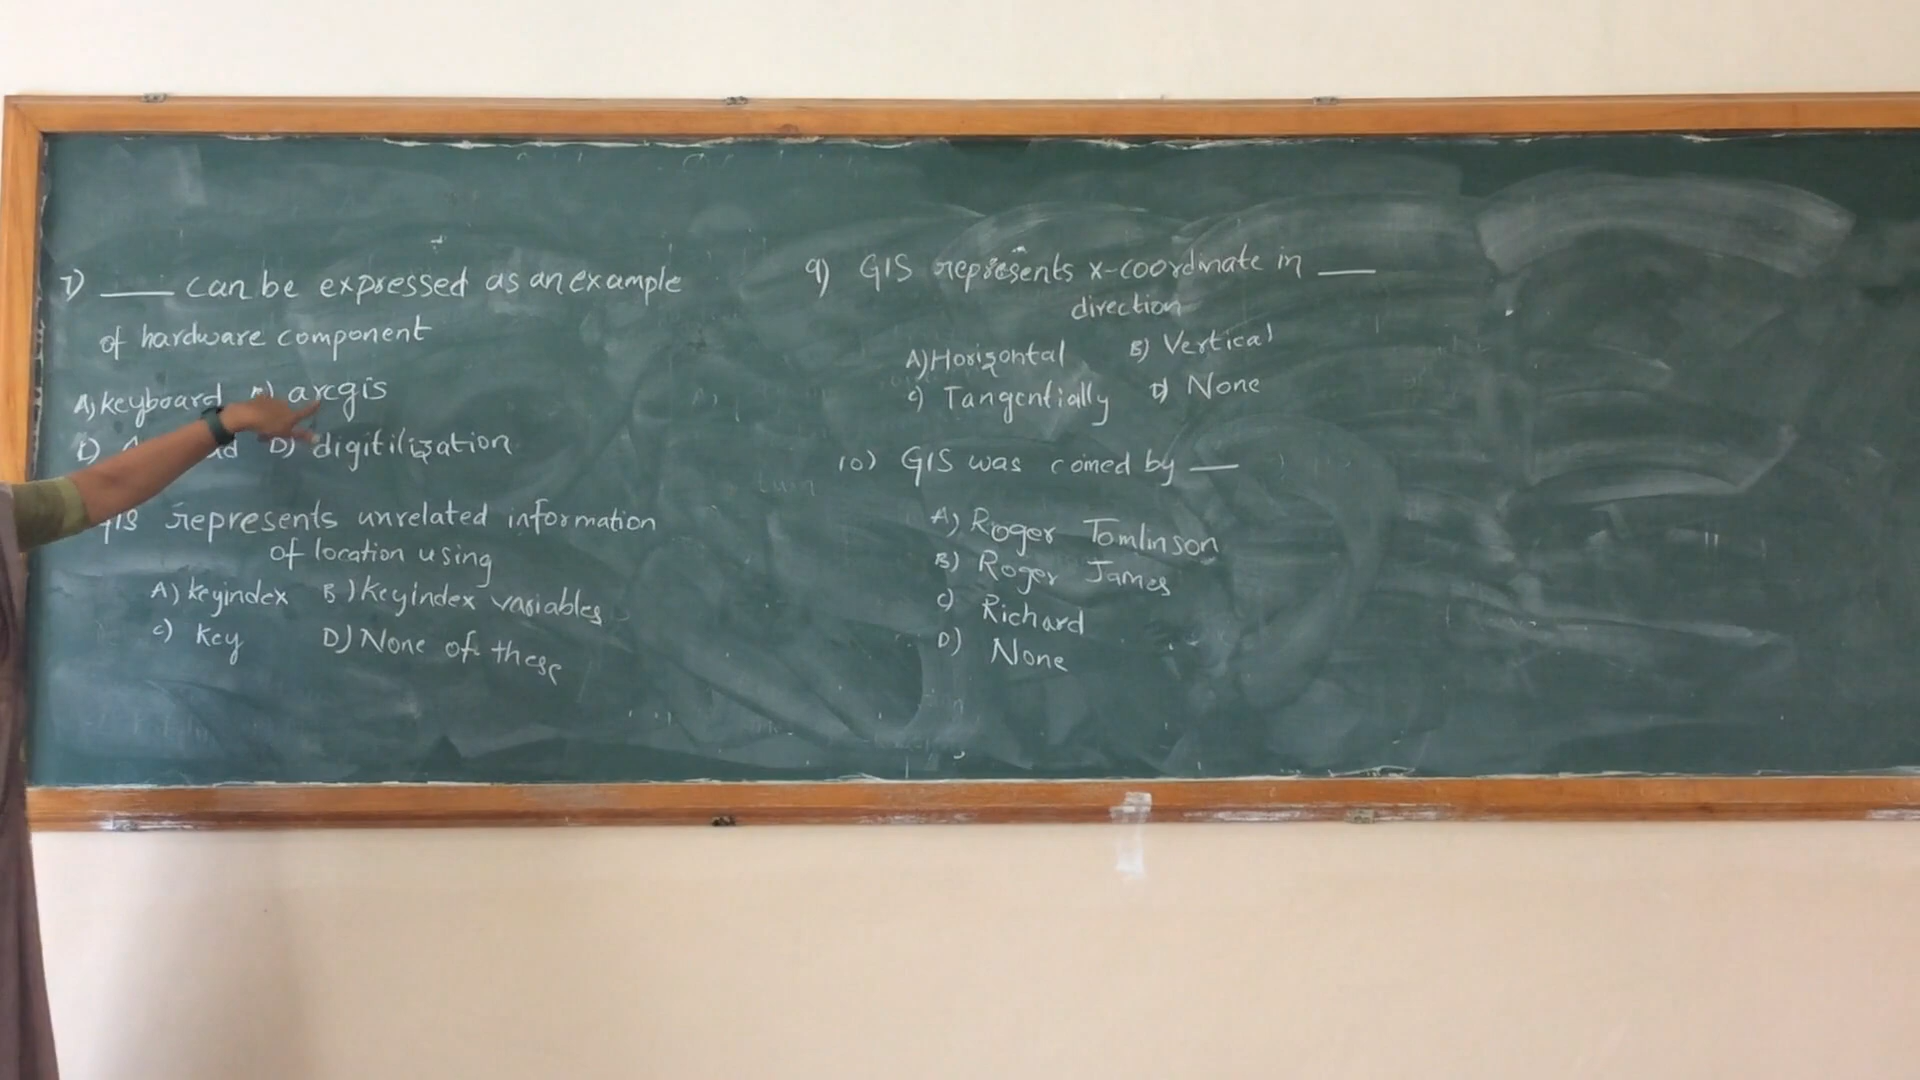 7) ___ can be expressed as an example
of hardware component
A) keyboard B) arcgis
C) D) digitilization
GIS represents unrelated information
of location using
A) keyindex B) Keyindex variables
C) Key D) None of these
9) GIS represents x-coordinate in ___
direction
A) Horizontal B) Vertical
C) Tangentially D) None
10) GIS was coined by ___
A) Roger Tomlinson
B) Roger James
C) Richard
D) None